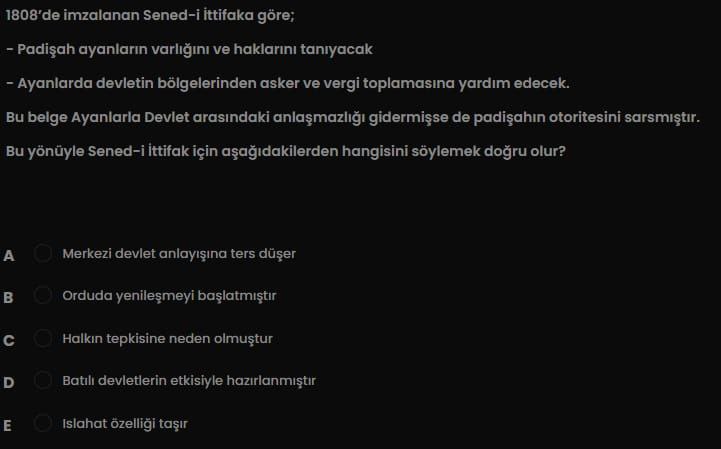 1808’de imzalanan Sened-i İttifaka göre;
- Padişah ayanların varlığını ve haklarını tanıyacak
- Ayanlarda devletin bölgelerinden asker ve vergi toplamasına yardım edecek.
Bu belge Ayanlarla Devlet arasındaki anlaşmazlığı gidermişse de padişahın otoritesini sarsmıştır.
Bu yönüyle Sened-i İttifak için aşağıdakilerden hangisini söylemek doğru olur?
A Merkezi devlet anlayışına ters düşer
B Orduda yenileşmeyi başlatmıştır
C Halkın tepkisine neden olmuştur
D Batılı devletlerin etkisiyle hazırlanmıştır
E Islahat özelliği taşır